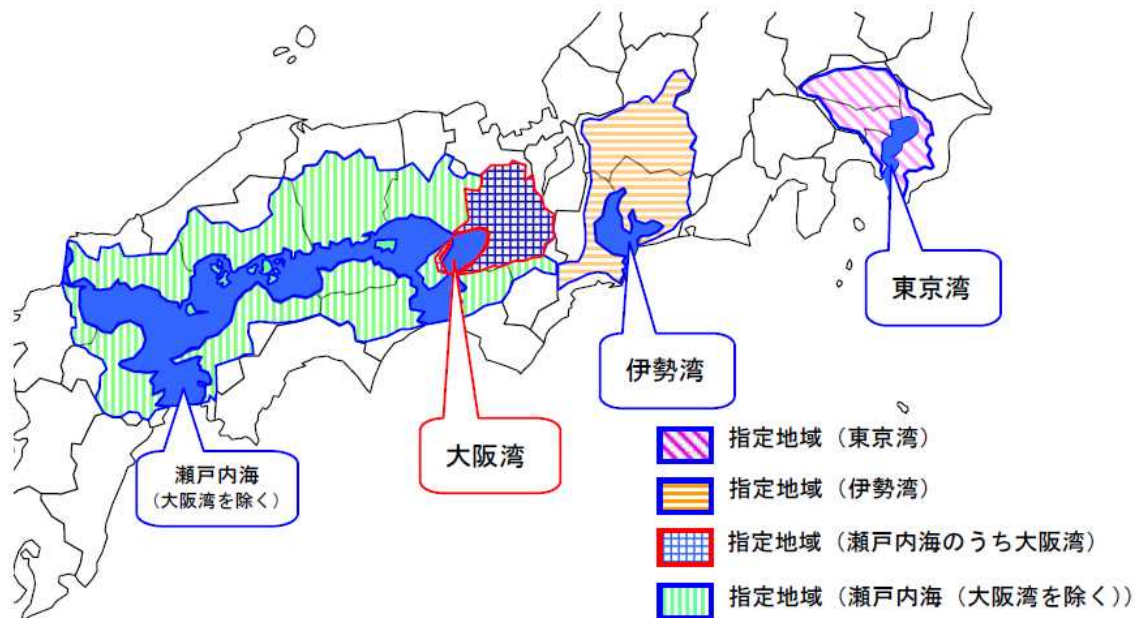 東京湾
伊勢湾
大阪湾
瀬戸内海
(大阪湾を除く)
指定地域（東京湾）
指定地域（伊勢湾）
指定地域（瀬戸内海のうち大阪湾）
指定地域（瀬戸内海（大阪湾を除く））